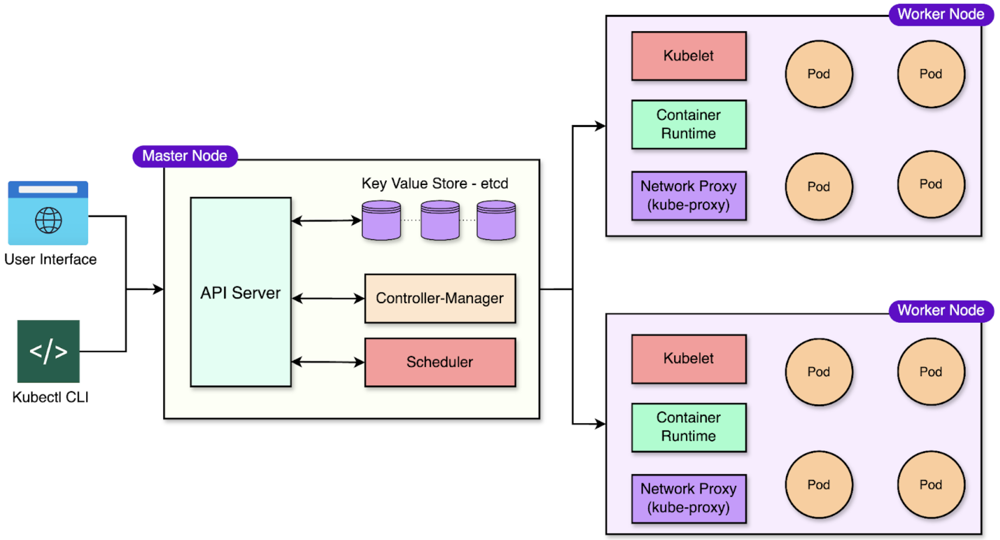 User Interface
</>
Kubectl CLI
Master Node
API Server
Key Value Store - etcd
Controller-Manager
Scheduler
Worker Node
Kubelet
Container
Runtime
Network Proxy
(kube-proxy)
Pod
Pod
Pod
Pod
Worker Node
Kubelet
Container
Runtime
Network Proxy
(kube-proxy)
Pod
Pod
Pod
Pod